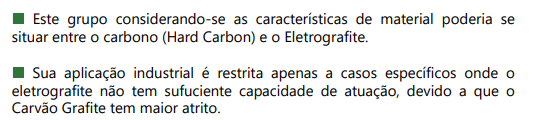 Este grupo considerando-se as características de material poderia se
situar entre o carbono (Hard Carbon) e o Eletrografite.
Sua aplicação industrial é restrita apenas a casos específicos onde o
eletrografite não tem sufuciente capacidade de atuação, devido a que o
Carvão Grafite tem maior atrito.